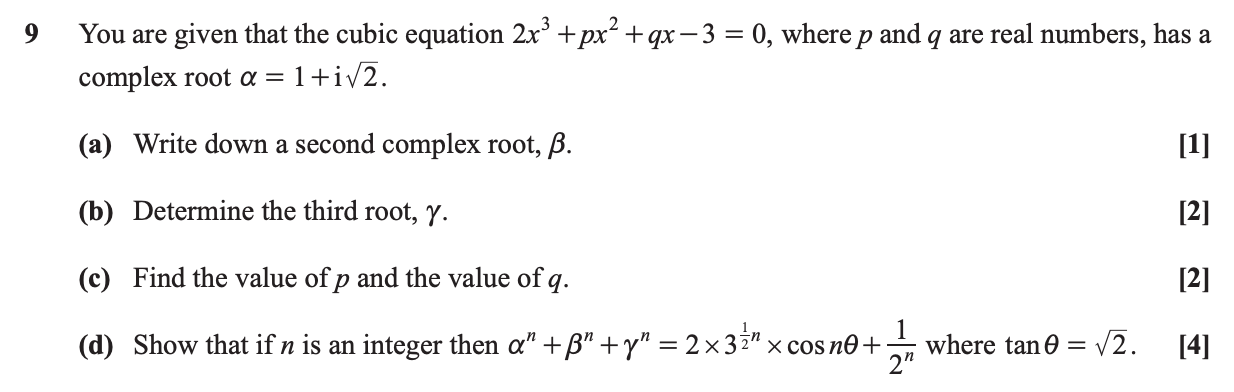 9 You are given that the cubic equation 2x³ + px² + qx − 3 = 0, where p and q are real numbers, has a
complex root α = 1 + i√2.
(a) Write down a second complex root, β. [1]
(b) Determine the third root, γ. [2]
(c) Find the value of p and the value of q. [2]
(d) Show that if n is an integer then αⁿ + βⁿ + γⁿ = 2 × 3^(½n) × cos nθ + 1/2ⁿ where tan θ = √2. [4]